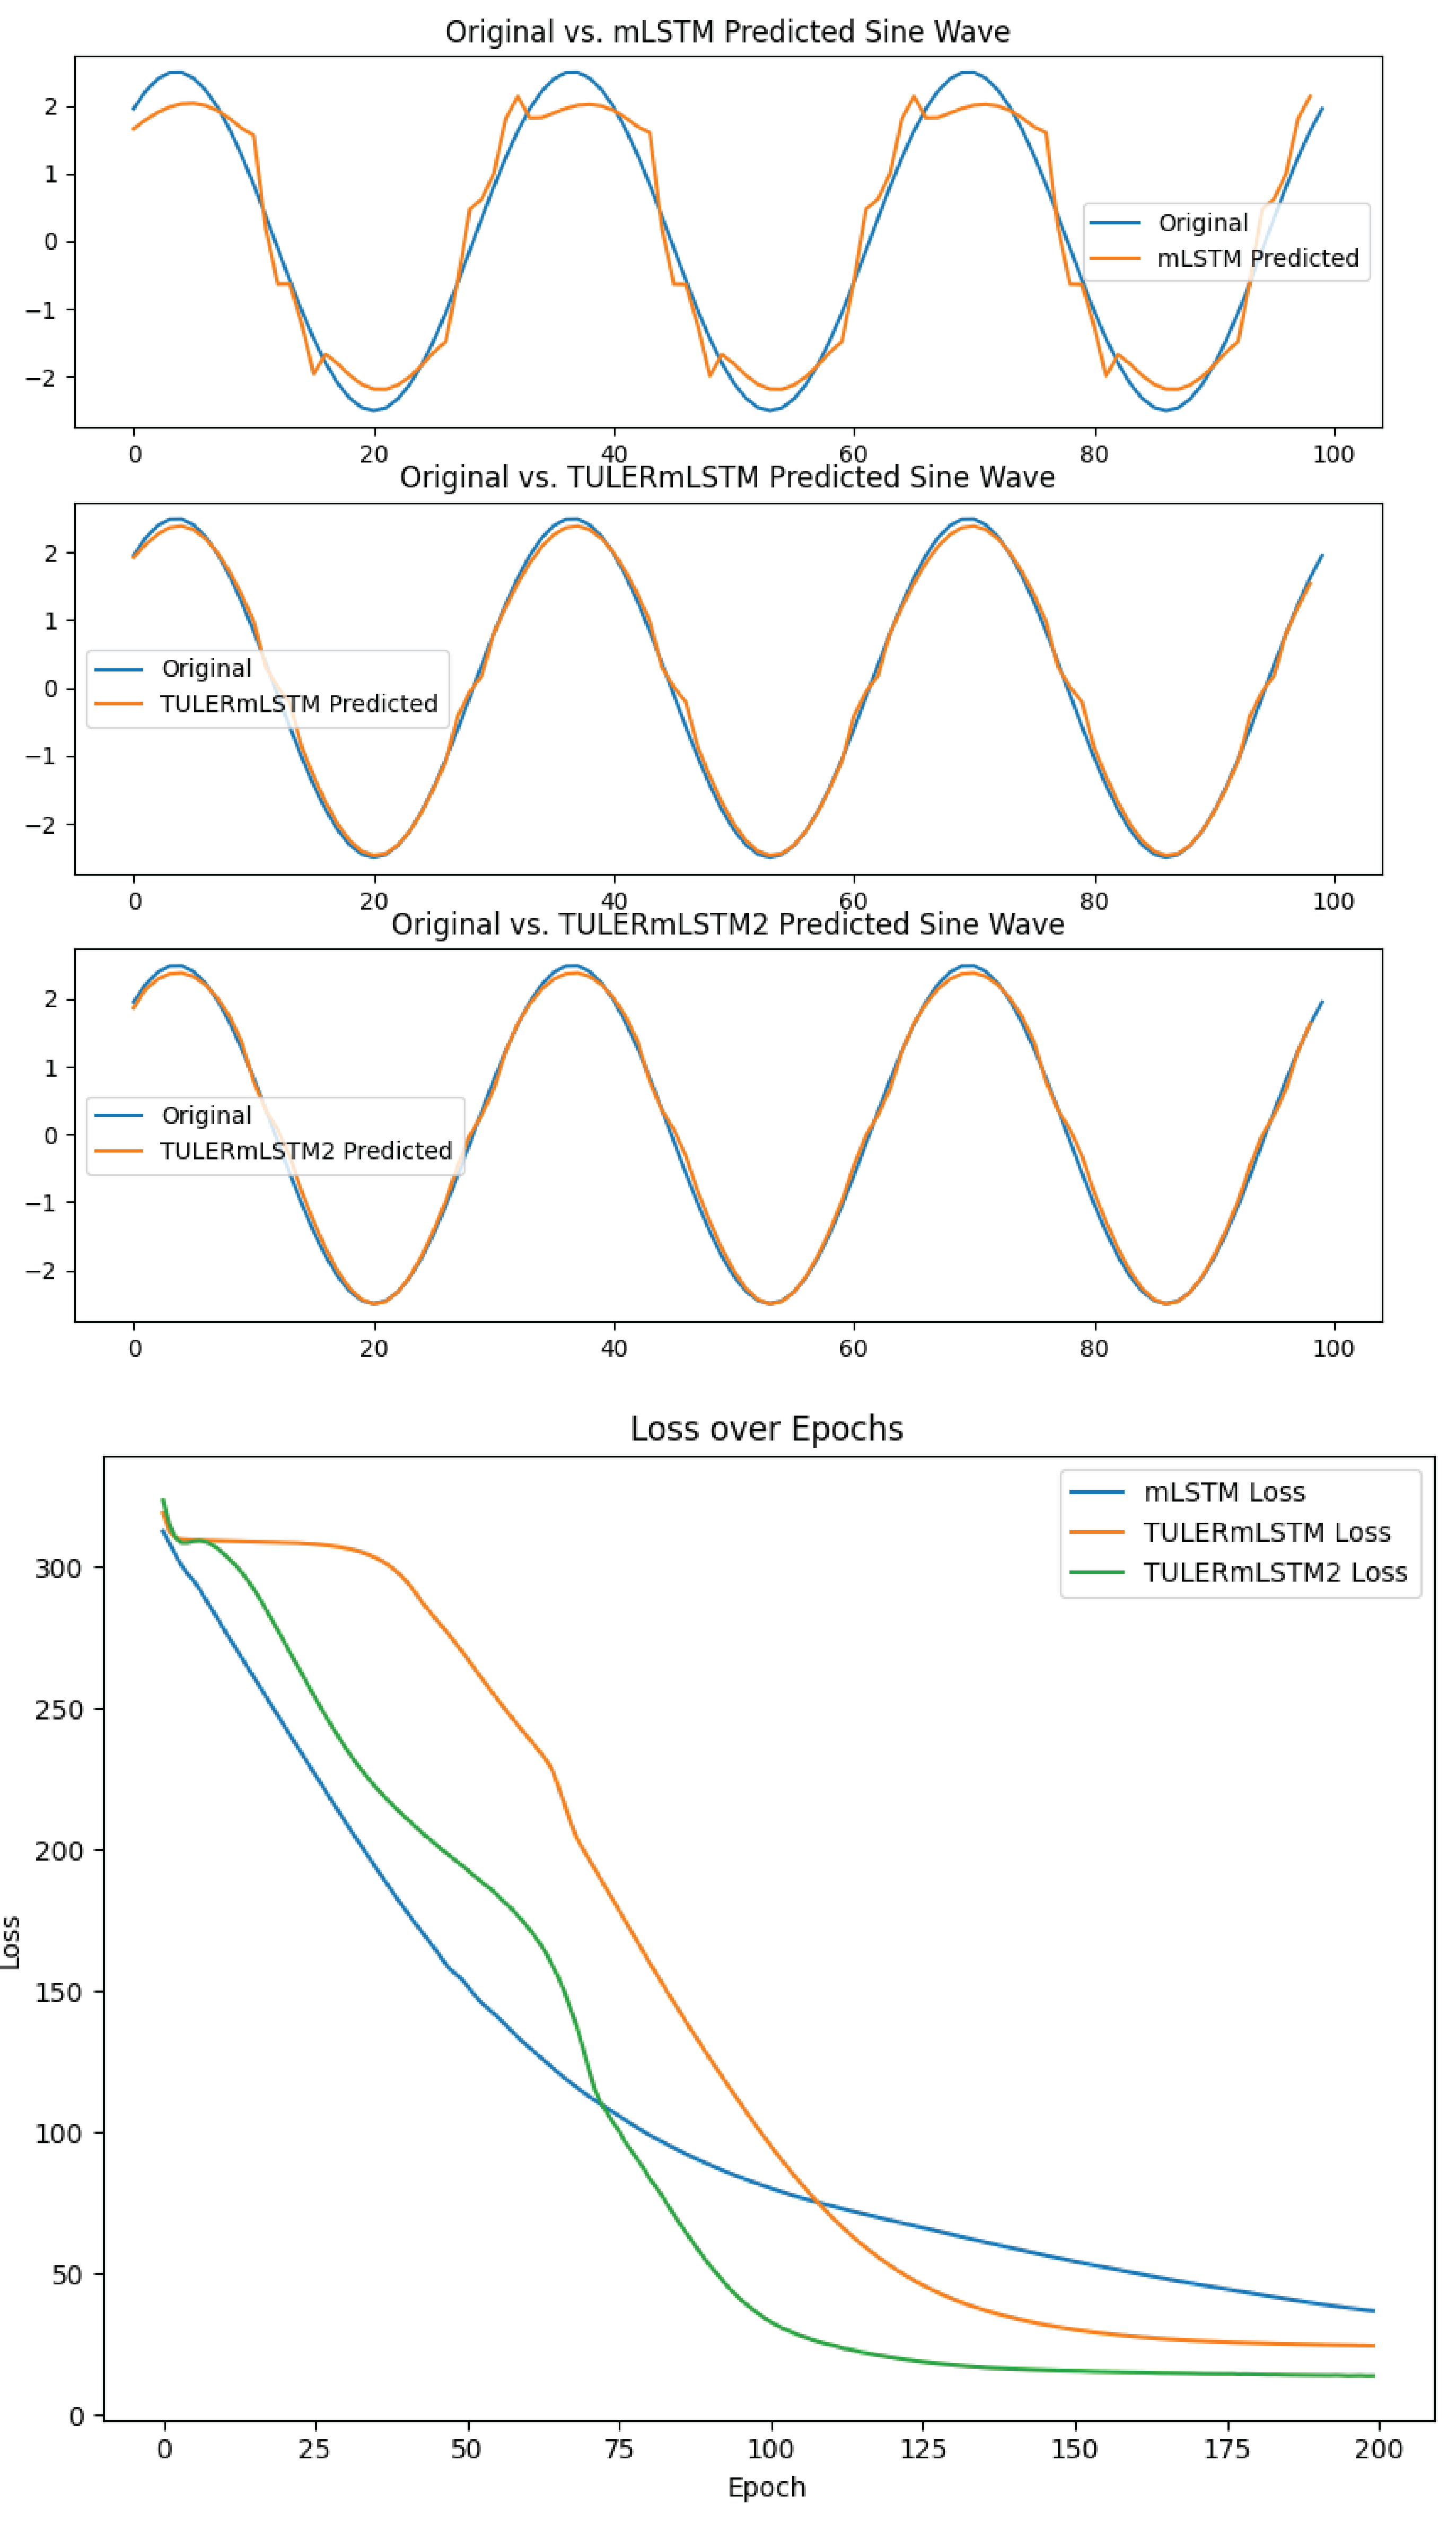 Original vs. mLSTM Predicted Sine Wave
2
1
0
−1
−2
Original
mLSTM Predicted
0 20 40 60 80 100
Original vs. TULERmLSTM Predicted Sine Wave
2
1
0
−1
−2
Original
TULERmLSTM Predicted
0 20 40 60 80 100
Original vs. TULERmLSTM2 Predicted Sine Wave
2
1
0
−1
−2
Original
TULERmLSTM2 Predicted
0 20 40 60 80 100
Loss over Epochs
mLSTM Loss
TULERmLSTM Loss
TULERmLSTM2 Loss
Loss
300
250
200
150
100
50
0
0 25 50 75 100 125 150 175 200
Epoch